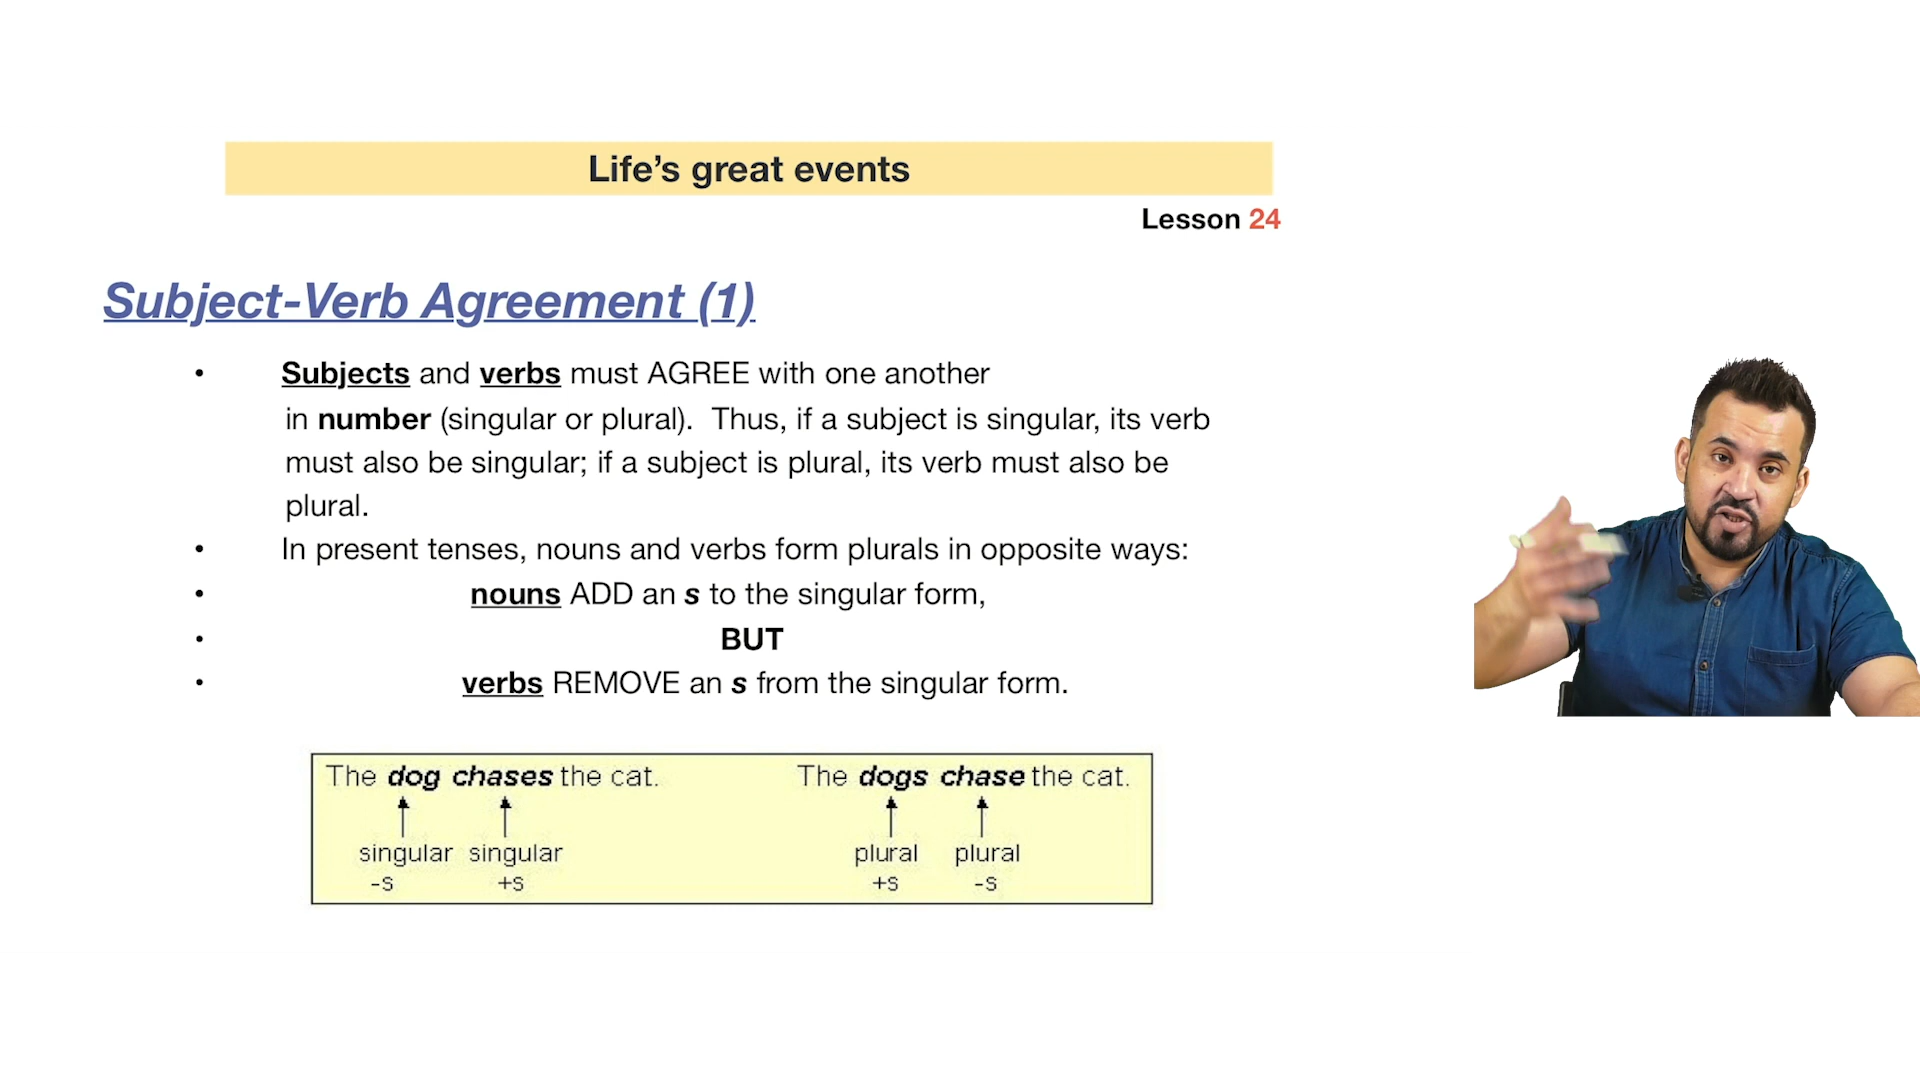 Life’s great events
Lesson 24
Subject-Verb Agreement (1)
• Subjects and verbs must AGREE with one another
in number (singular or plural). Thus, if a subject is singular, its verb
must also be singular; if a subject is plural, its verb must also be
plural.
• In present tenses, nouns and verbs form plurals in opposite ways:
• nouns ADD an s to the singular form,
• BUT
• verbs REMOVE an s from the singular form.
The dog chases the cat. The dogs chase the cat.
singular singular plural plural
-s +s +s -s